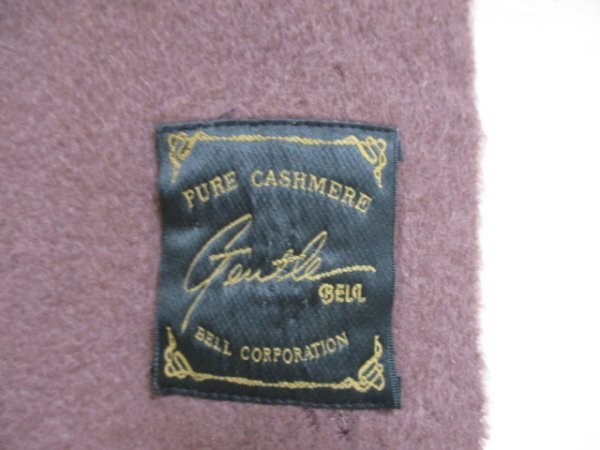 PURE CASHMERE
Gentle
BELL
BELL CORPORATION